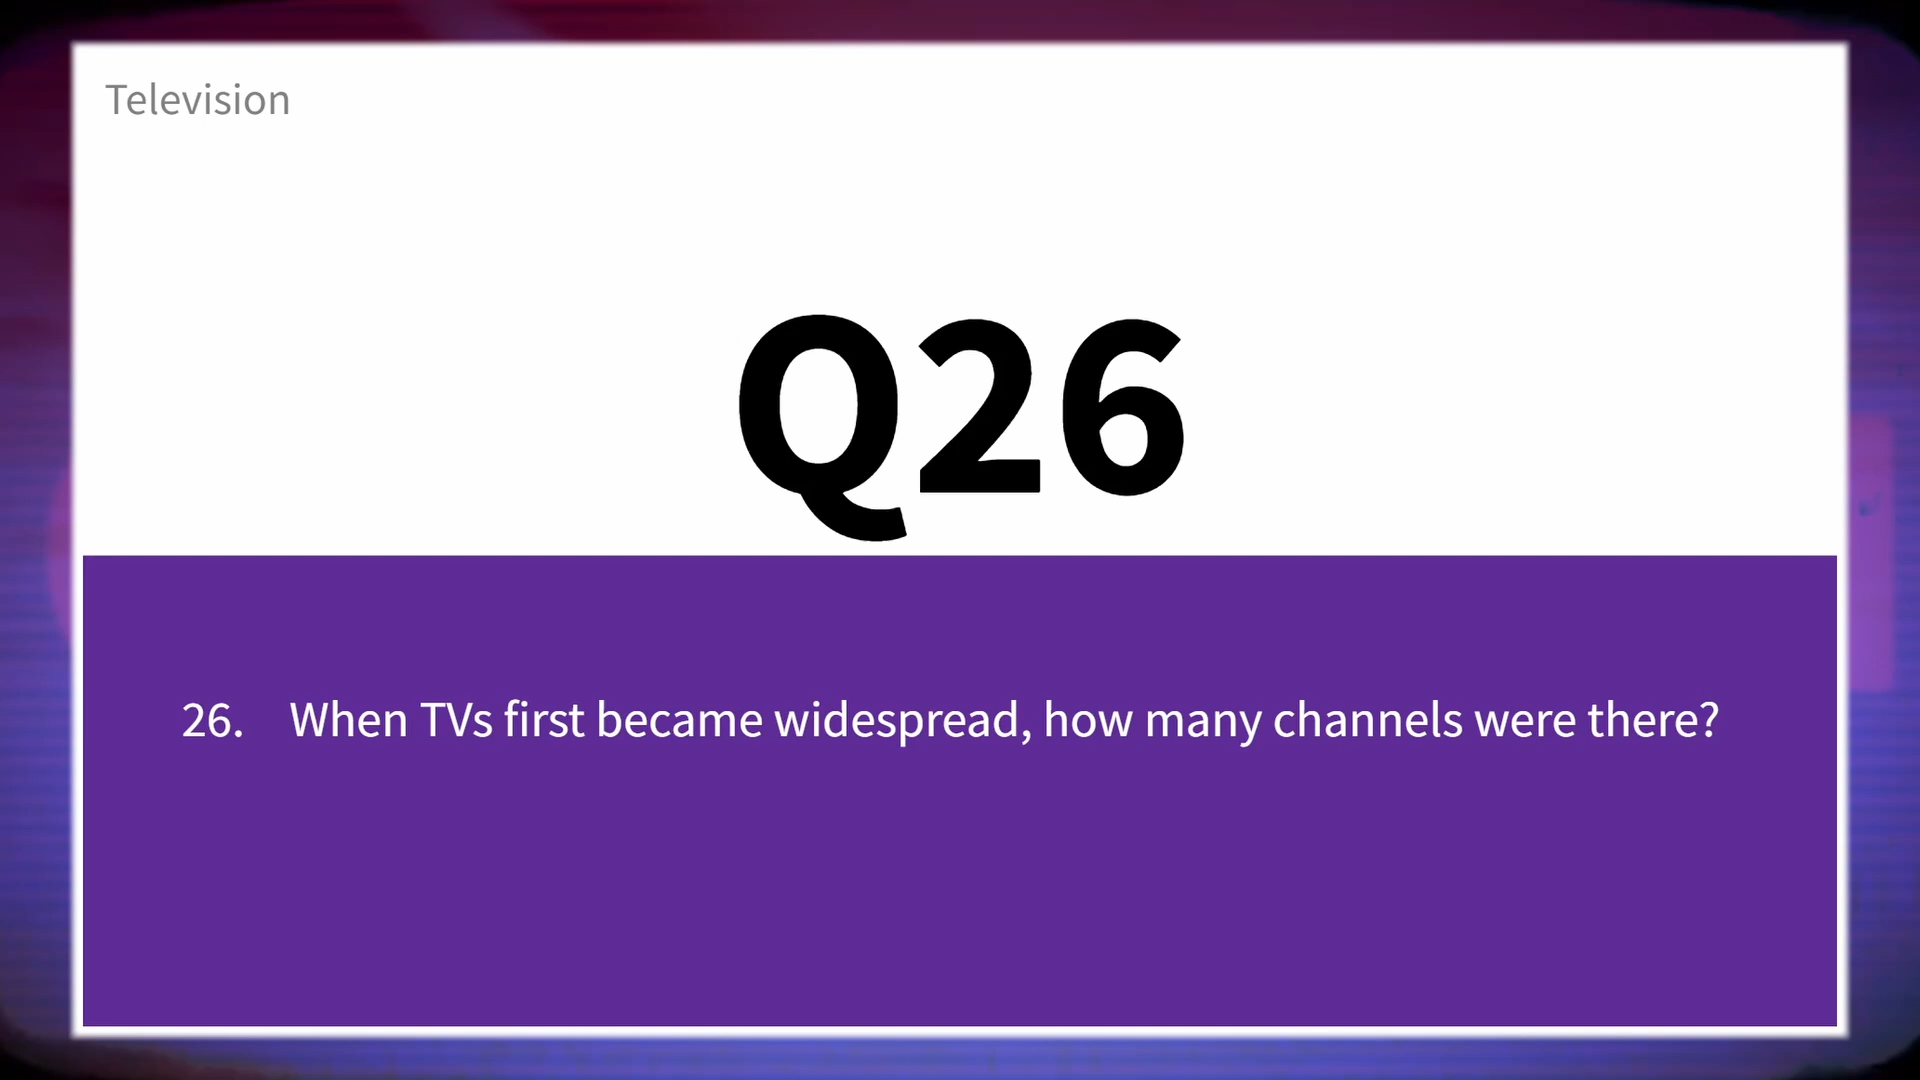 Television
Q26
26. When TVs first became widespread, how many channels were there?